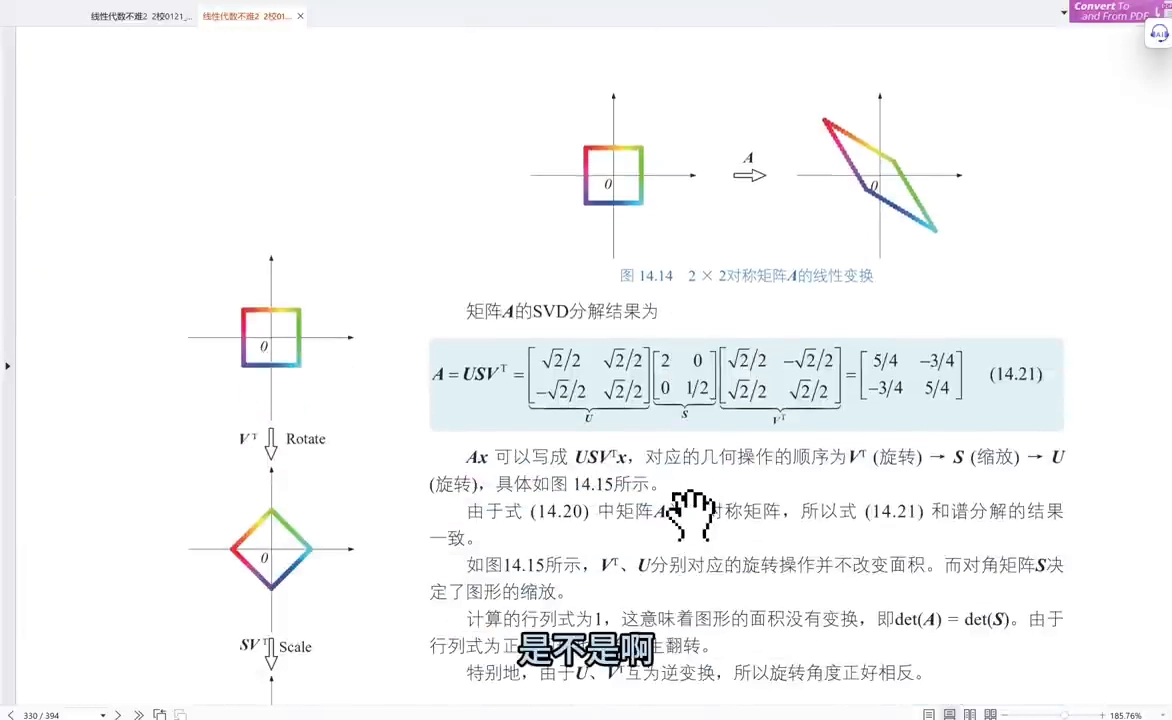 线性代数不难2 2校0121_...
线性代数不难2 2校01...
Convert To
and From PDF
A
0
0
图 14.14 2 × 2对称矩阵A的线性变换
矩阵A的SVD分解结果为
A = USVᵀ = [√2/2 √2/2; −√2/2 √2/2] [2 0; 0 1/2] [√2/2 −√2/2; √2/2 √2/2] = [5/4 −3/4; −3/4 5/4] (14.21)
U S Vᵀ
Ax 可以写成 USVᵀx，对应的几何操作的顺序为Vᵀ (旋转) → S (缩放) → U
(旋转)，具体如图 14.15所示。
由于式 (14.20) 中矩阵A 对称矩阵，所以式 (14.21) 和谱分解的结果
一致。
如图14.15所示，Vᵀ、U分别对应的旋转操作并不改变面积。而对角矩阵S决
定了图形的缩放。
计算的行列式为1，这意味着图形的面积没有变换，即det(A) = det(S)。由于
行列式为正 生翻转。
特别地，由于U、Vᵀ互为逆变换，所以旋转角度正好相反。
0
Vᵀ Rotate
0
SVᵀ Scale
是不是啊
330 / 394
185.76%